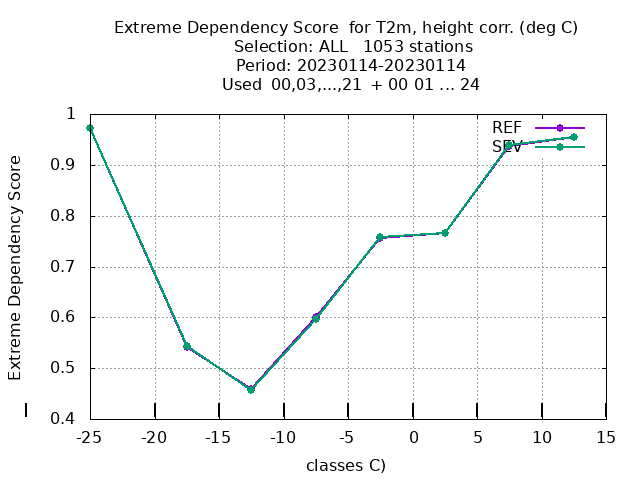 Extreme Dependency Score  for T2m, height corr. (deg C)
Selection: ALL   1053 stations
Period: 20230114-20230114
Used  00,03,...,21  + 00 01 ... 24
REF
SEV
Extreme Dependency Score
1
0.9
0.8
0.7
0.6
0.5
0.4
-25 -20 -15 -10 -5 0 5 10 15
classes C)